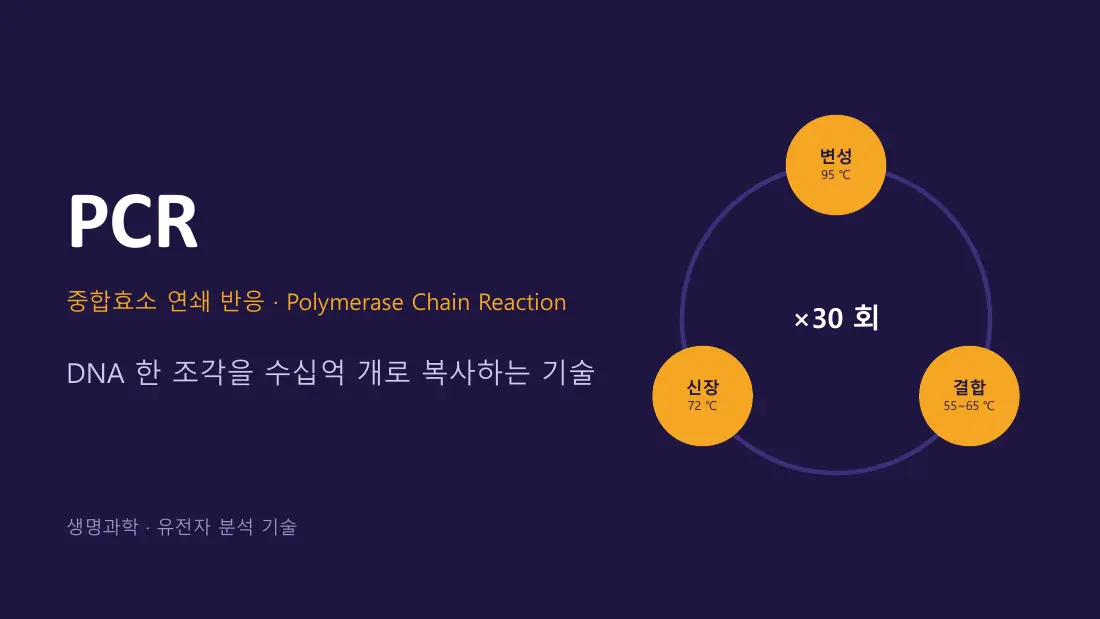 PCR
중합효소 연쇄 반응 · Polymerase Chain Reaction
DNA 한 조각을 수십억 개로 복사하는 기술
생명과학 · 유전자 분석 기술
변성
95 ℃
×30 회
신장
72 ℃
결합
55~65 ℃